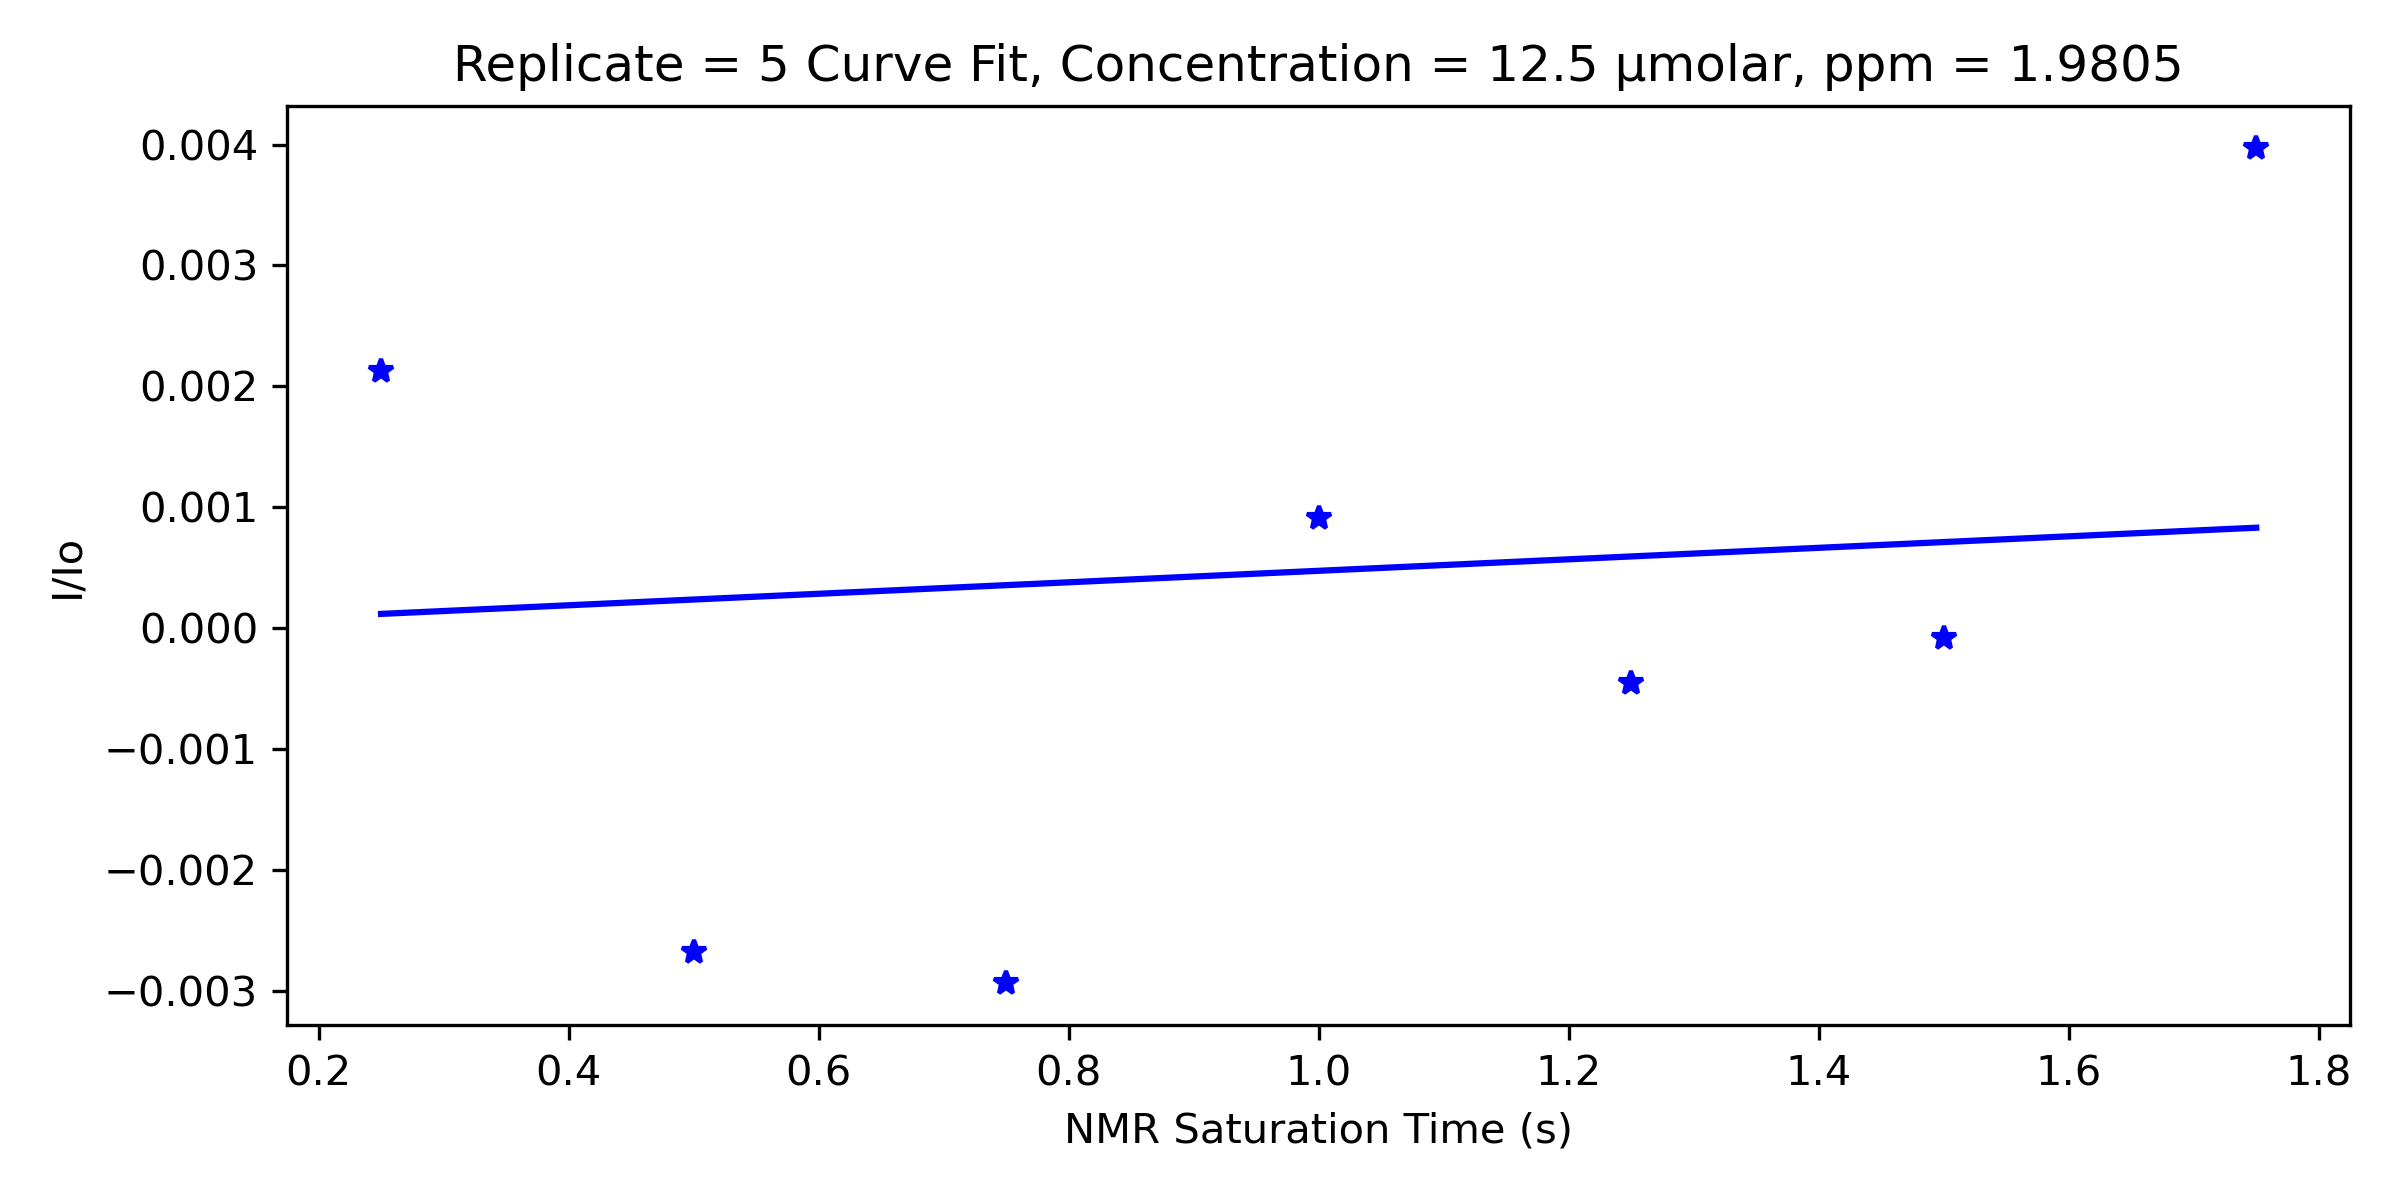 Replicate = 5 Curve Fit, Concentration = 12.5 µmolar, ppm = 1.9805
0.004
0.003
0.002
0.001
0.000
−0.001
−0.002
−0.003
I/Io
0.2 0.4 0.6 0.8 1.0 1.2 1.4 1.6 1.8
NMR Saturation Time (s)